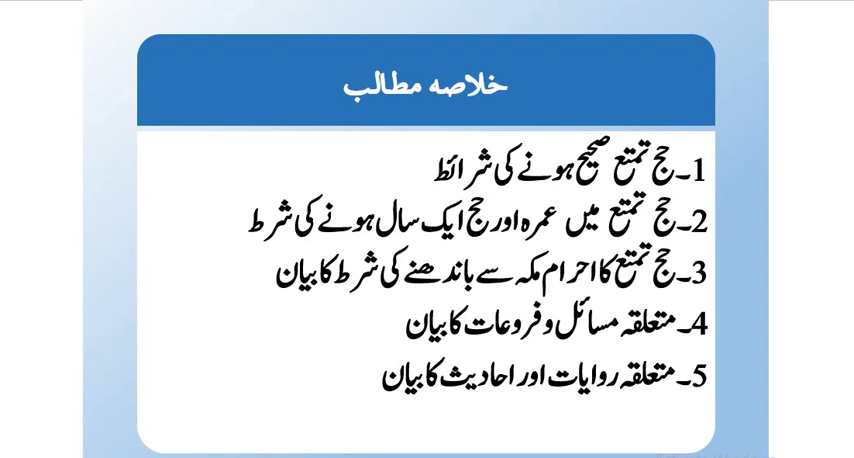 خلاصہ مطالب
1۔ حج تمتع صحیح ہونے کی شرائط
2۔ حج تمتع میں عمرہ اور حج ایک سال ہونے کی شرط
3۔ حج تمتع کا احرام مکہ سے باندھنے کی شرط کا بیان
4۔ متعلقہ مسائل و فروعات کا بیان
5۔ متعلقہ روایات اور احادیث کا بیان